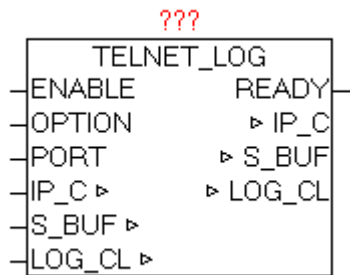 ???
TELNET_LOG
ENABLE READY
OPTION ▹ IP_C
PORT ▹ S_BUF
IP_C ▹ ▹ LOG_CL
S_BUF ▹
LOG_CL ▹